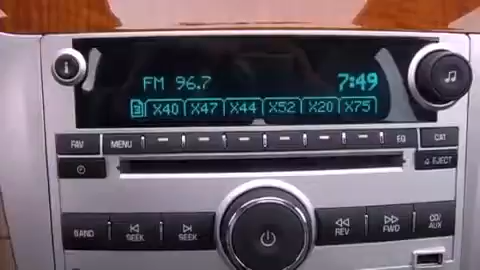 FM 96.7 7:49
3 X40 X47 X44 X52 X20 X75
FAV MENU EQ CAT
EJECT
BAND SEEK SEEK REV FWD CD/AUX